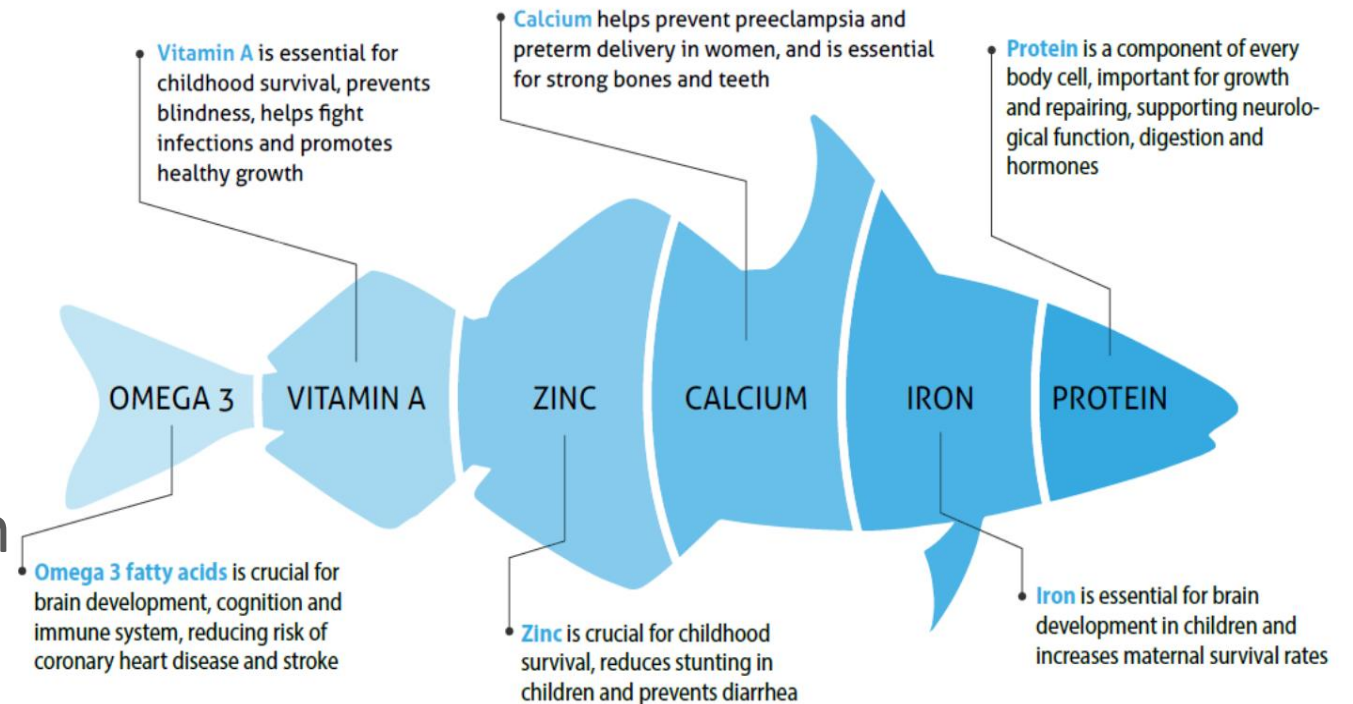 Vitamin A is essential for
childhood survival, prevents
blindness, helps fight
infections and promotes
healthy growth
Calcium helps prevent preeclampsia and
preterm delivery in women, and is essential
for strong bones and teeth
Protein is a component of every
body cell, important for growth
and repairing, supporting neurolo-
gical function, digestion and
hormones
OMEGA 3
VITAMIN A
ZINC
CALCIUM
IRON
PROTEIN
n
Omega 3 fatty acids is crucial for
brain development, cognition and
immune system, reducing risk of
coronary heart disease and stroke
Zinc is crucial for childhood
survival, reduces stunting in
children and prevents diarrhea
Iron is essential for brain
development in children and
increases maternal survival rates